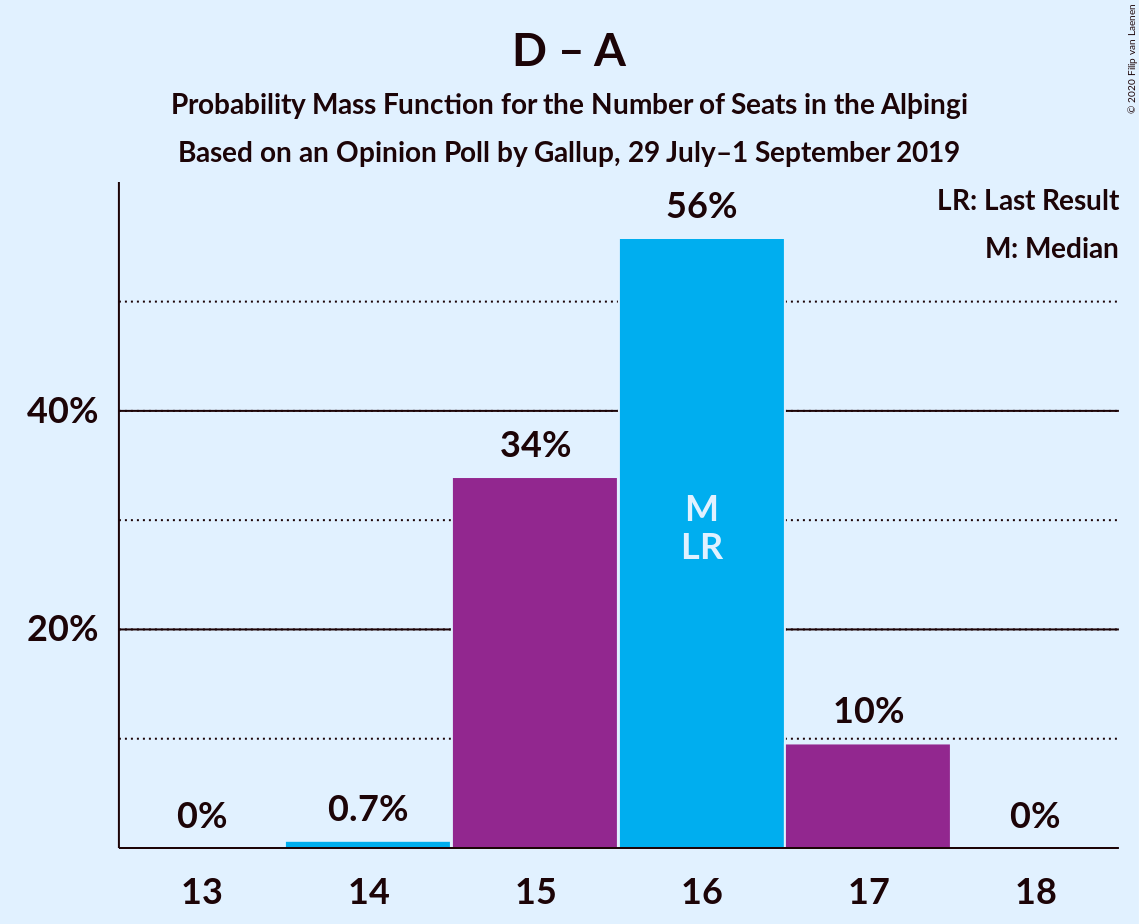 D – A
Probability Mass Function for the Number of Seats in the Alþingi
Based on an Opinion Poll by Gallup, 29 July–1 September 2019
© 2020 Filip van Laenen
LR: Last Result
M: Median
56%
40%
34%
M
LR
20%
10%
0%
0.7%
0%
13
14
15
16
17
18